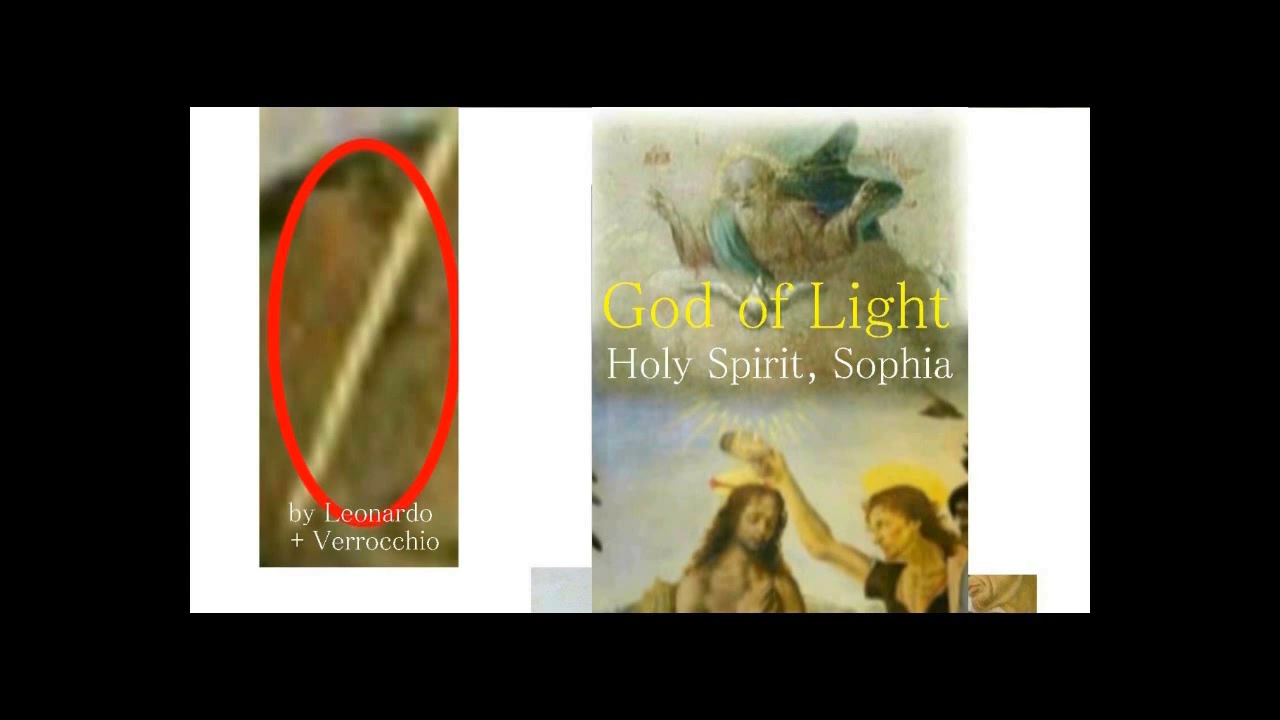 by Leonardo
+ Verrocchio
God of Light
Holy Spirit, Sophia